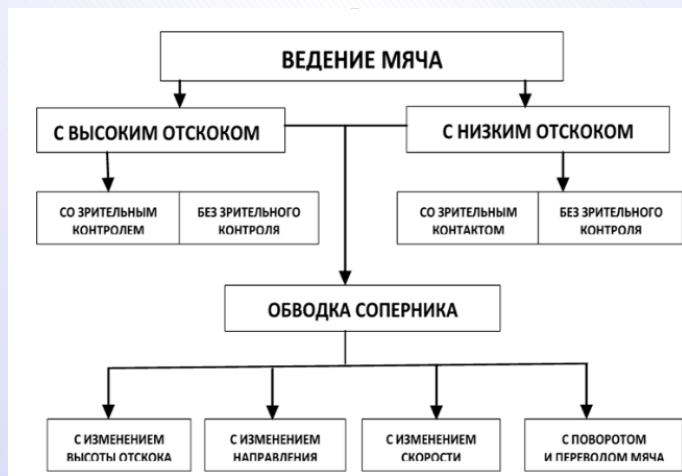 ВЕДЕНИЕ МЯЧА
С ВЫСОКИМ ОТСКОКОМ
С НИЗКИМ ОТСКОКОМ
СО ЗРИТЕЛЬНЫМ
КОНТРОЛЕМ
БЕЗ ЗРИТЕЛЬНОГО
КОНТРОЛЯ
СО ЗРИТЕЛЬНЫМ
КОНТАКТОМ
БЕЗ ЗРИТЕЛЬНОГО
КОНТРОЛЯ
ОБВОДКА СОПЕРНИКА
С ИЗМЕНЕНИЕМ
ВЫСОТЫ ОТСКОКА
С ИЗМЕНЕНИЕМ
НАПРАВЛЕНИЯ
С ИЗМЕНЕНИЕМ
СКОРОСТИ
С ПОВОРОТОМ
И ПЕРЕВОДОМ МЯЧА